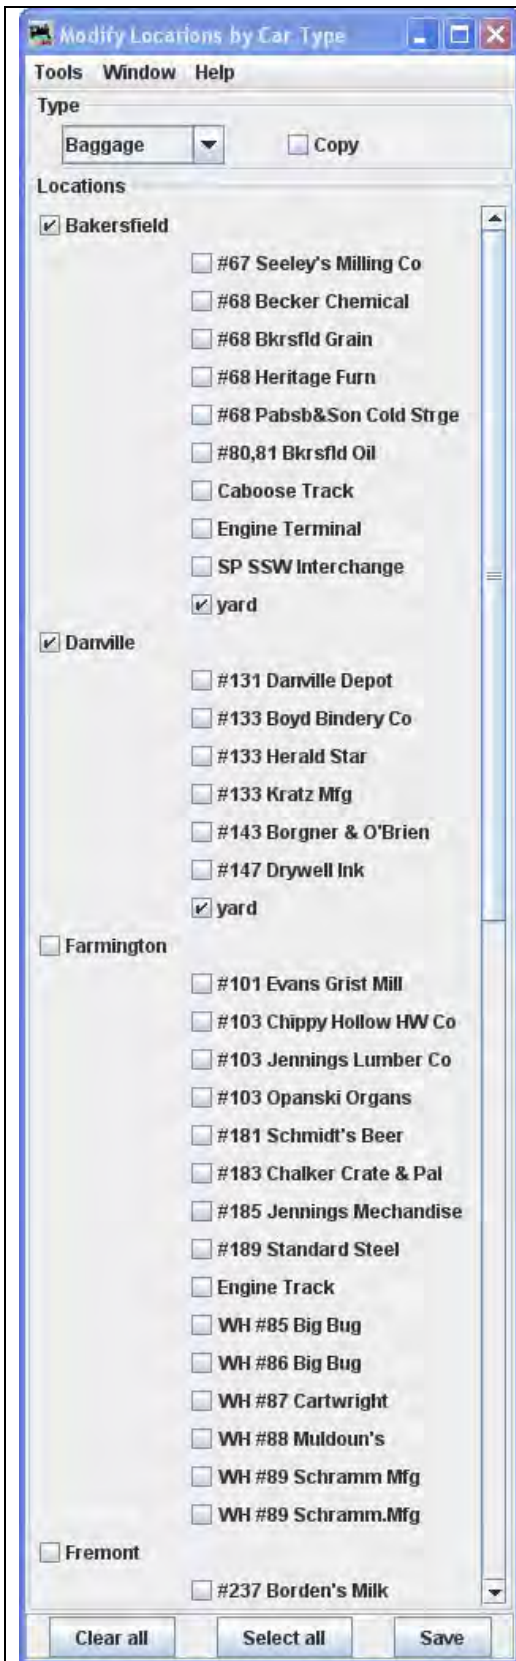 Modify Locations by Car Type
Tools Window Help
Type
Baggage Copy
Locations
Bakersfield
#67 Seeley's Milling Co
#68 Becker Chemical
#68 Bkrsfld Grain
#68 Heritage Furn
#68 Pabsb&Son Cold Strge
#80,81 Bkrsfld Oil
Caboose Track
Engine Terminal
SP SSW Interchange
yard
Danville
#131 Danville Depot
#133 Boyd Bindery Co
#133 Herald Star
#133 Kratz Mfg
#143 Borgner & O'Brien
#147 Drywell Ink
yard
Farmington
#101 Evans Grist Mill
#103 Chippy Hollow HW Co
#103 Jennings Lumber Co
#103 Opanski Organs
#181 Schmidt's Beer
#183 Chalker Crate & Pal
#185 Jennings Mechandise
#189 Standard Steel
Engine Track
WH #85 Big Bug
WH #86 Big Bug
WH #87 Cartwright
WH #88 Muldoun's
WH #89 Schramm Mfg
WH #89 Schramm.Mfg
Fremont
#237 Borden's Milk
Clear all Select all Save